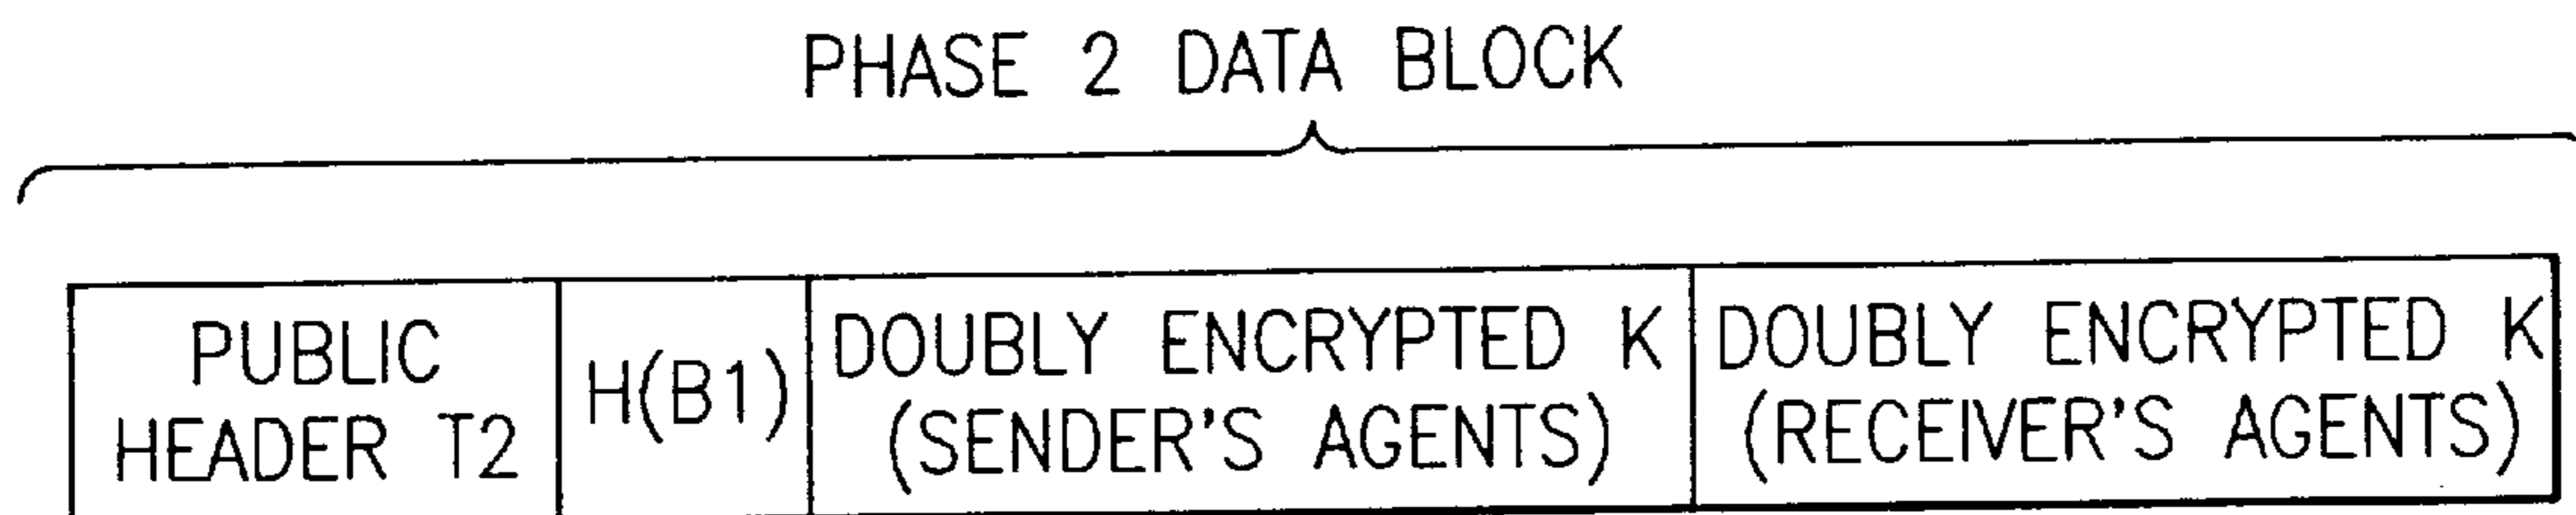 PHASE 2 DATA BLOCK
PUBLIC
HEADER T2
H(B1)
DOUBLY ENCRYPTED K
(SENDER'S AGENTS)
DOUBLY ENCRYPTED K
(RECEIVER'S AGENTS)